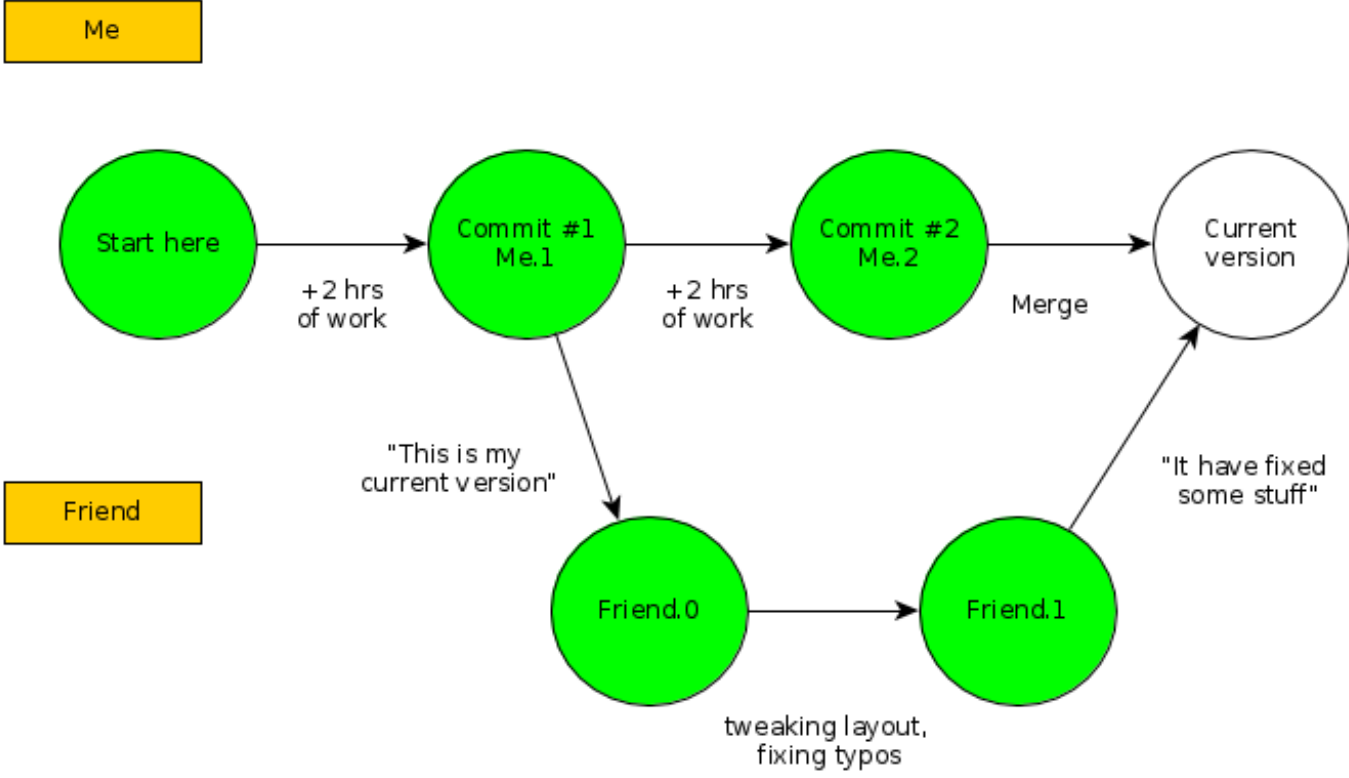 Me
Start here
Commit #1
Me.1
Commit #2
Me.2
Current
version
+2 hrs
of work
+2 hrs
of work
Merge
"This is my
current version"
"It have fixed
some stuff"
Friend
Friend.0
Friend.1
tweaking layout,
fixing typos